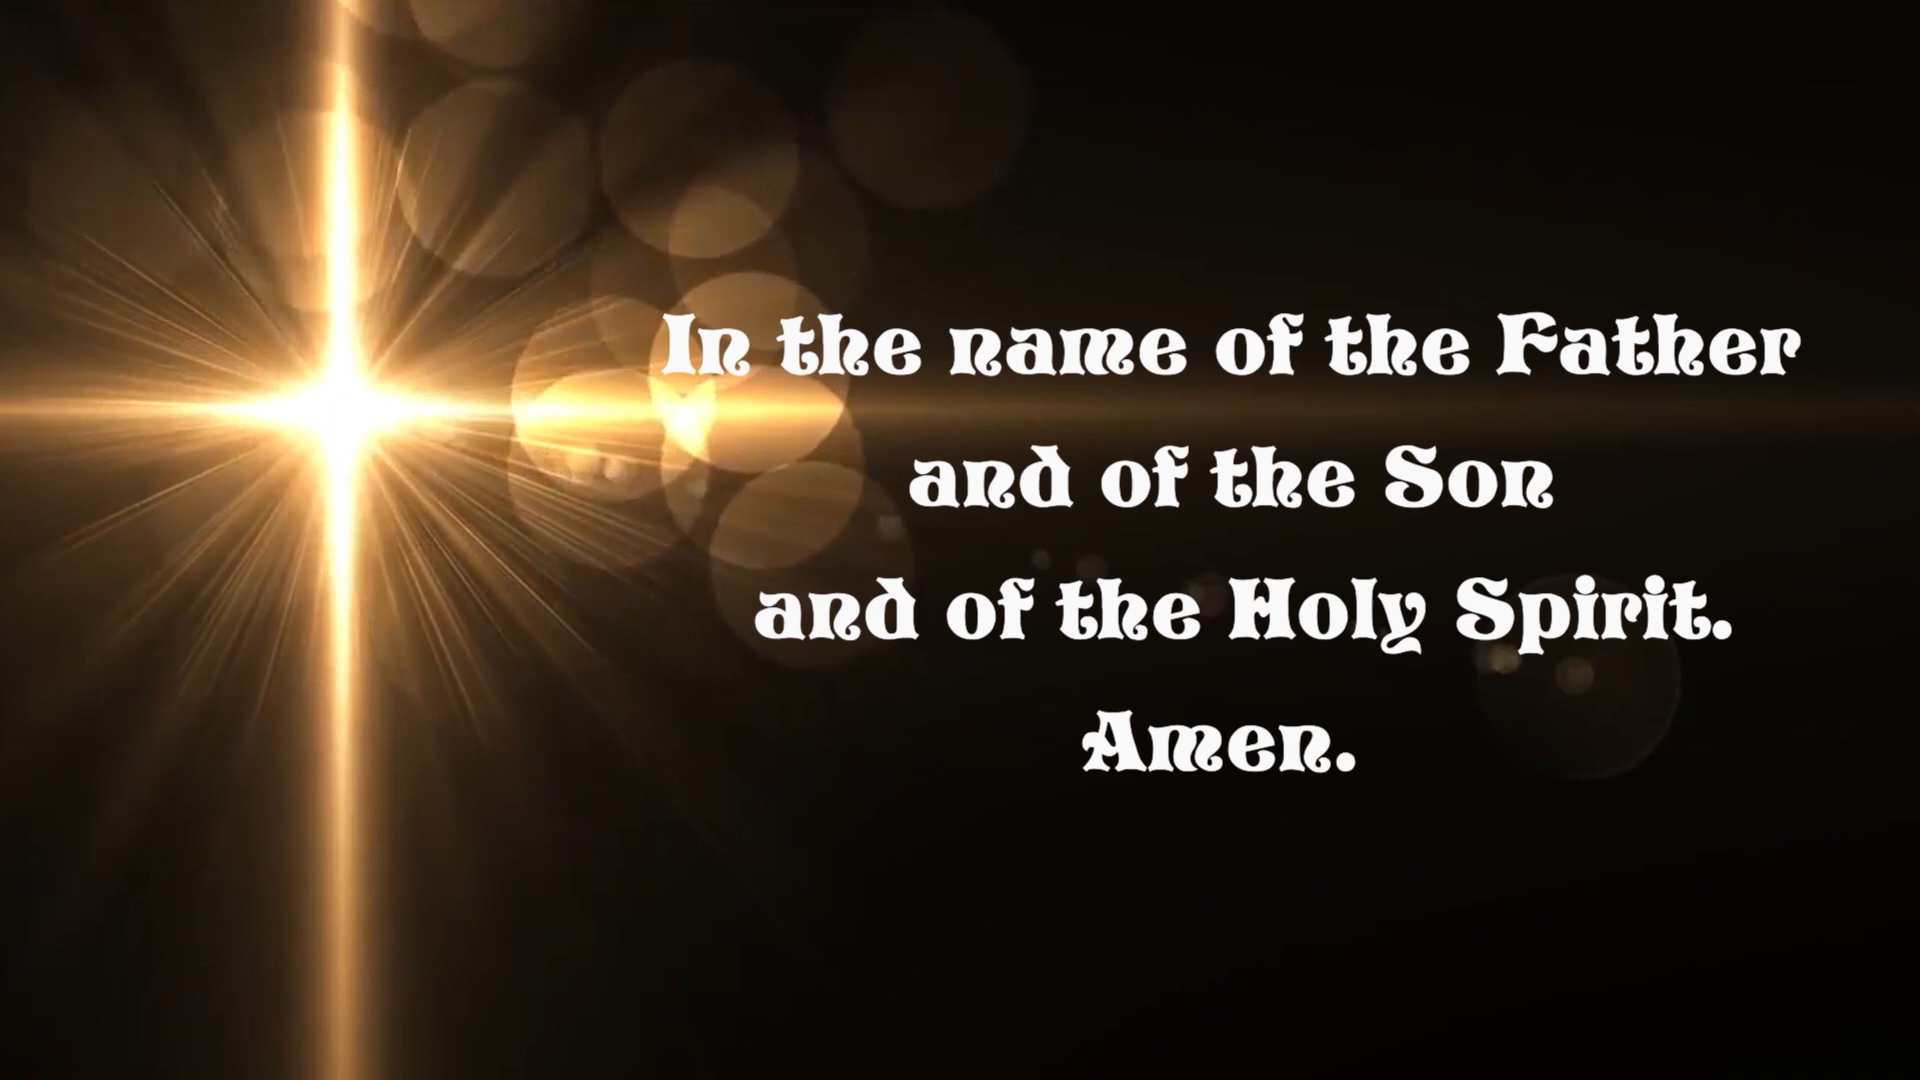 In the name of the Father
and of the Son
and of the Holy Spirit.
Amen.